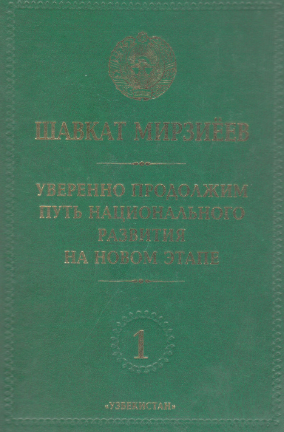 ШАВКАТ МИРЗИЁЕВ
УВЕРЕННО ПРОДОЛЖИМ
ПУТЬ НАЦИОНАЛЬНОГО
РАЗВИТИЯ
НА НОВОМ ЭТАПЕ
1
«УЗБЕКИСТАН»